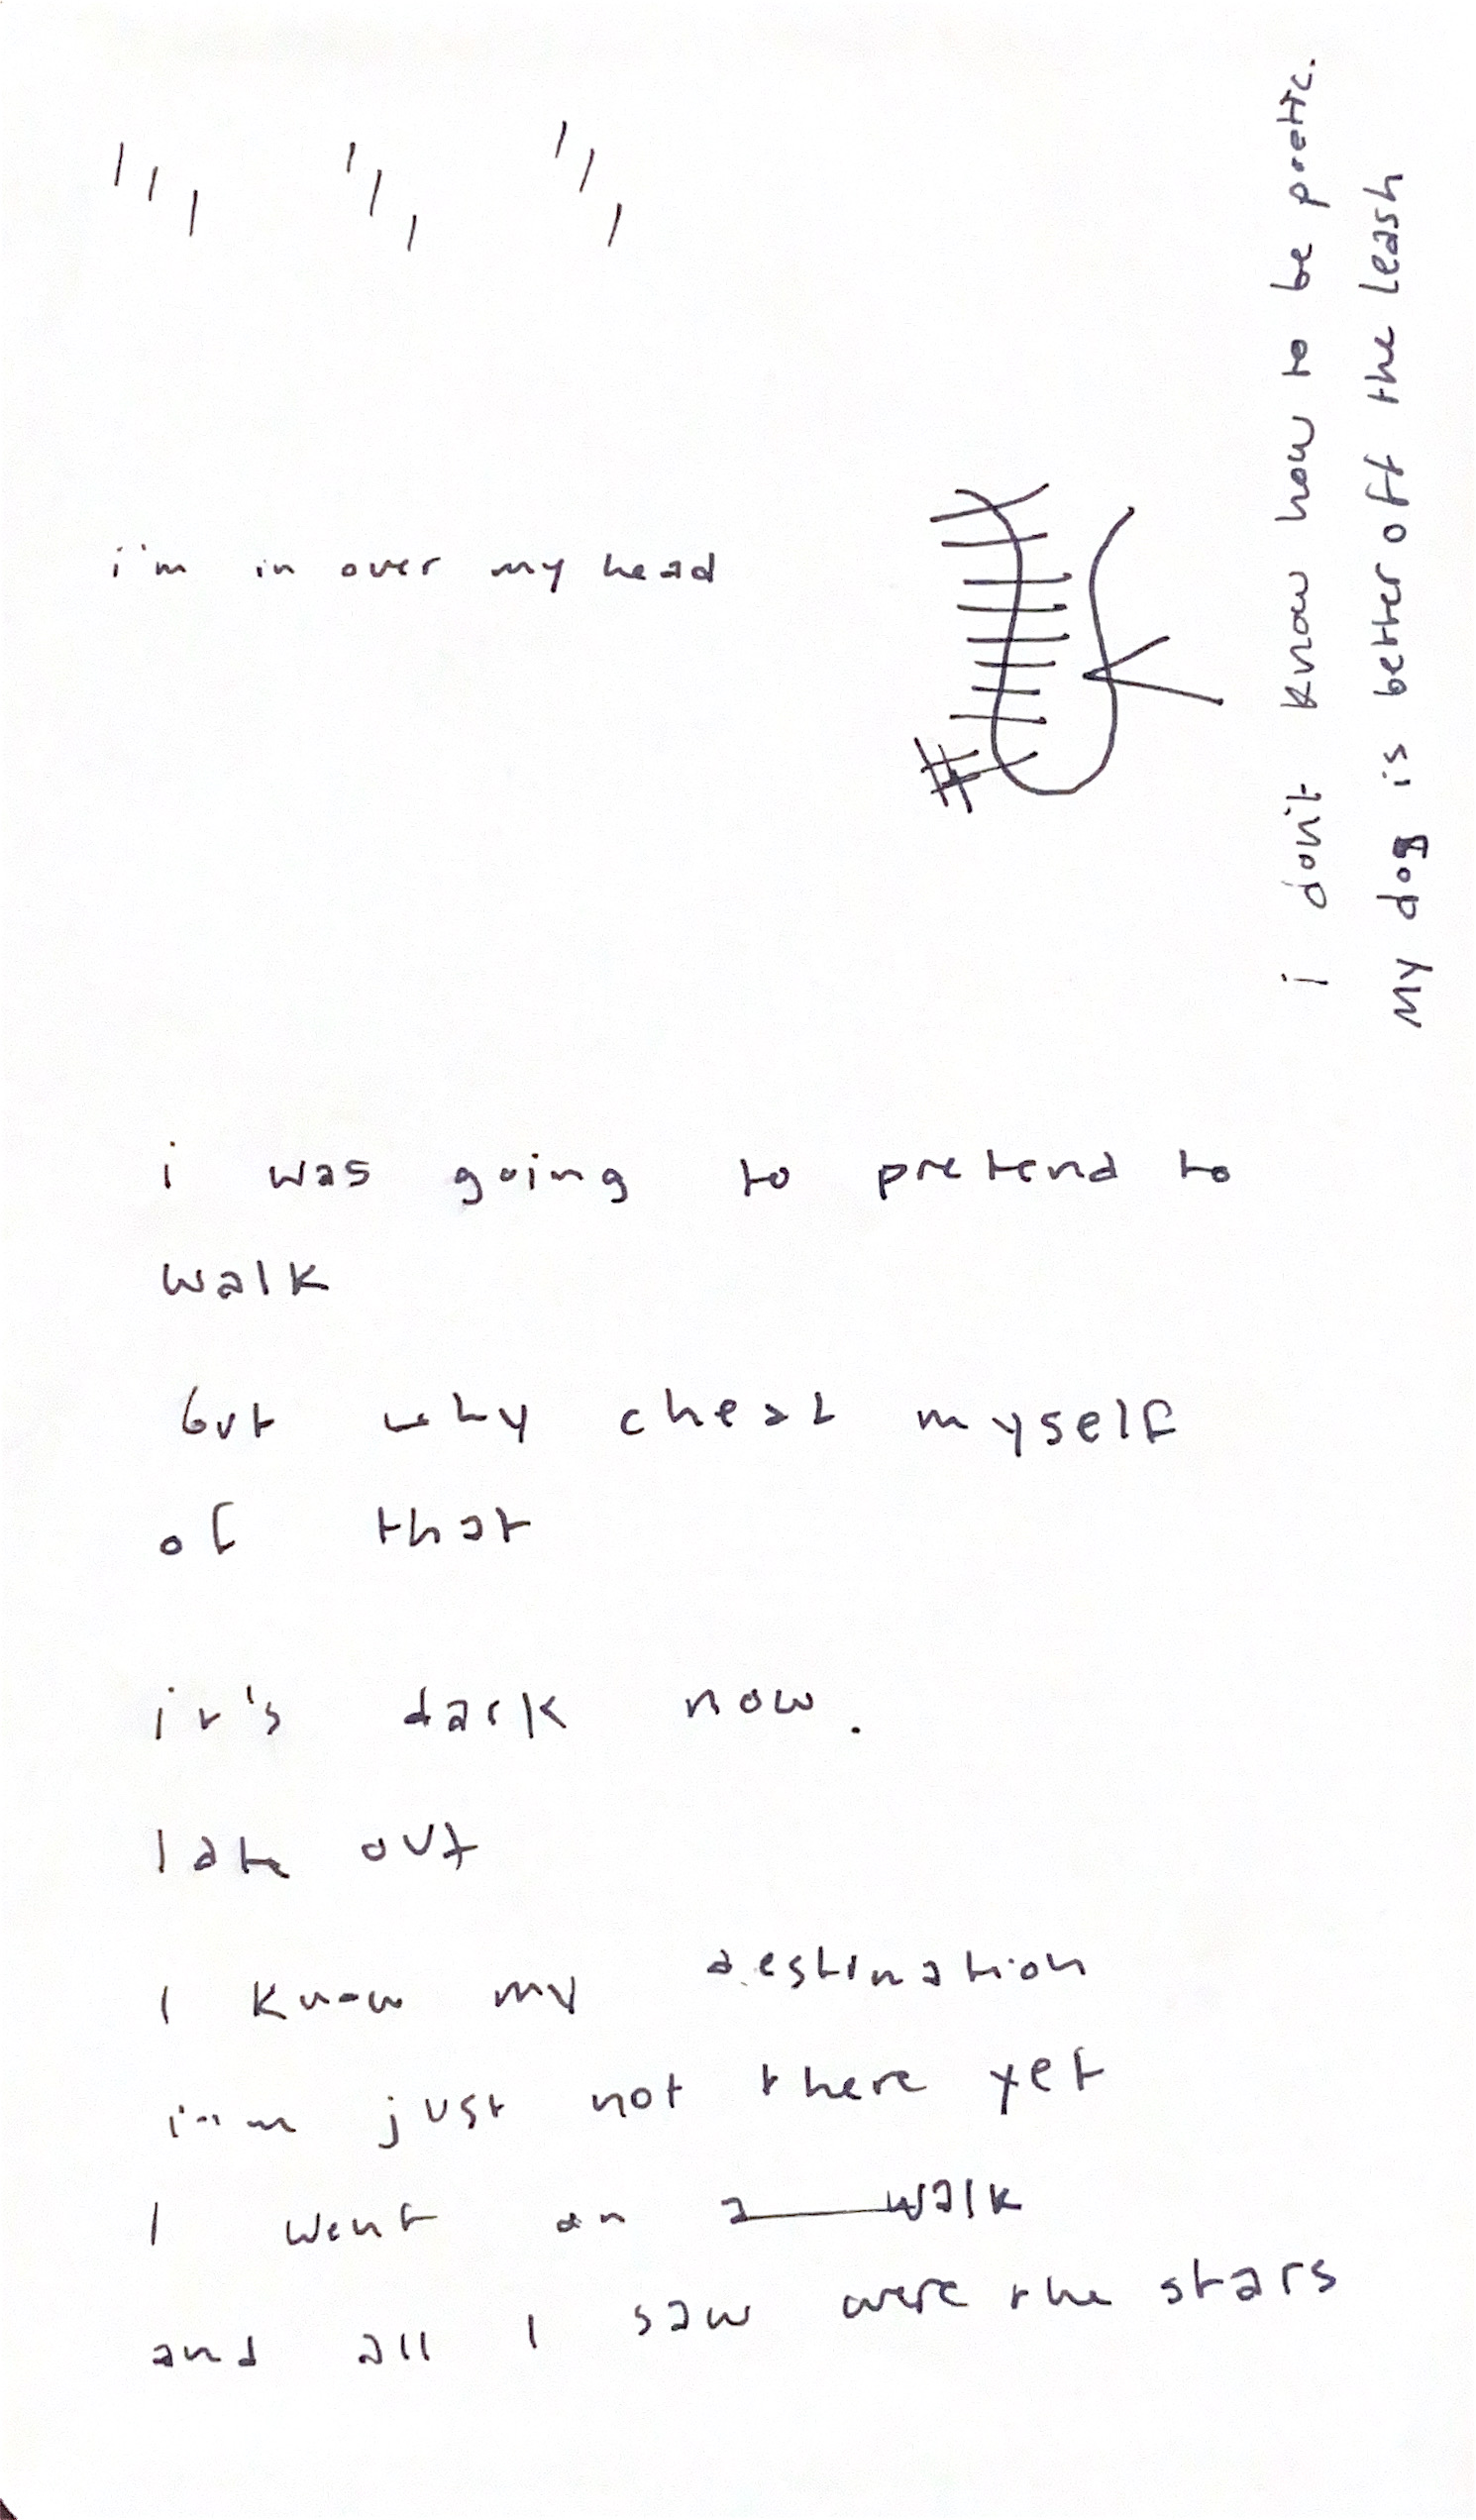 i'm in over my head
i don't know how to be poetic.
my dog is better off the leash
i was going to pretend to
walk
but why cheat myself
of that
it's dark now.
late out
I know my destination
i'm just not there yet
I went on a walk
and all I saw were the stars